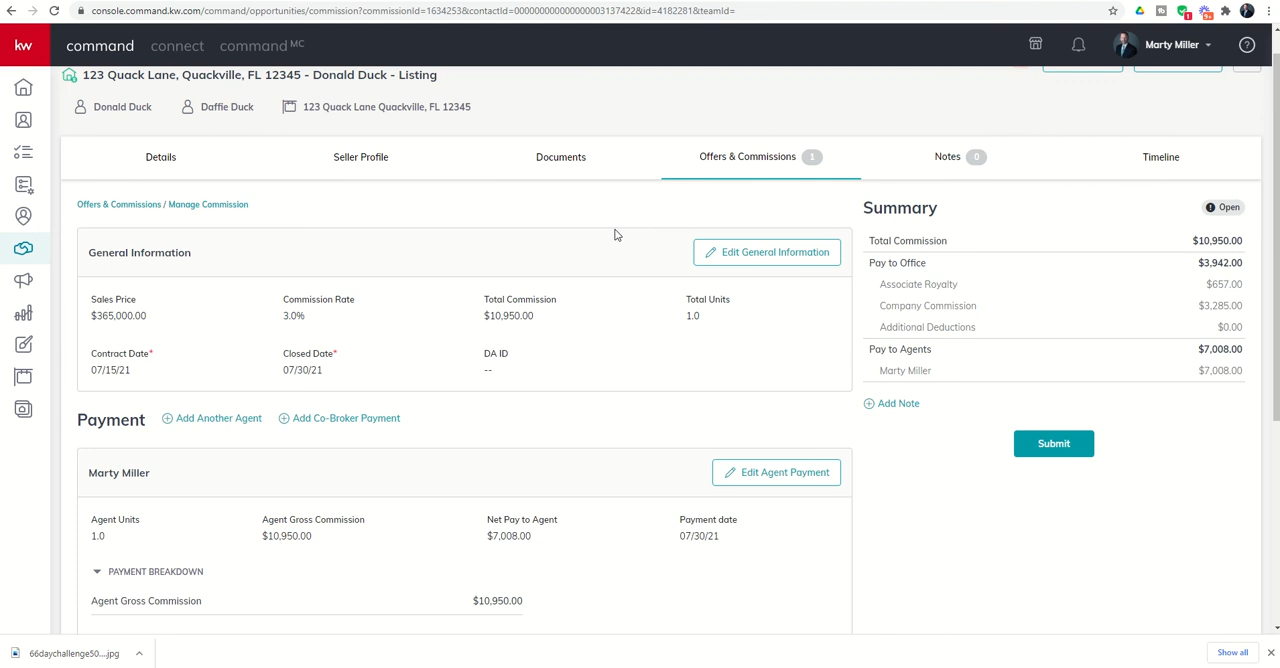 console.command.kw.com/command/opportunities/commission?commissionId=1634253&contactId=00000000000000003137422&id=4182281&teamId=
1
9+
kw
command
connect
command MC
Marty Miller
123 Quack Lane, Quackville, FL 12345 - Donald Duck - Listing
Donald Duck
Daffie Duck
123 Quack Lane Quackville, FL 12345
Details
Seller Profile
Documents
Offers & Commissions 1
Notes 0
Timeline
Offers & Commissions / Manage Commission
General Information
Edit General Information
Sales Price
Commission Rate
Total Commission
Total Units
$365,000.00
3.0%
$10,950.00
1.0
Contract Date*
Closed Date*
DA ID
07/15/21
07/30/21
--
Payment
Add Another Agent
Add Co-Broker Payment
Marty Miller
Edit Agent Payment
Agent Units
Agent Gross Commission
Net Pay to Agent
Payment date
1.0
$10,950.00
$7,008.00
07/30/21
PAYMENT BREAKDOWN
Agent Gross Commission
$10,950.00
Summary
Open
Total Commission
$10,950.00
Pay to Office
$3,942.00
Associate Royalty
$657.00
Company Commission
$3,285.00
Additional Deductions
$0.00
Pay to Agents
$7,008.00
Marty Miller
$7,008.00
Add Note
Submit
66daychallenge50....jpg
Show all